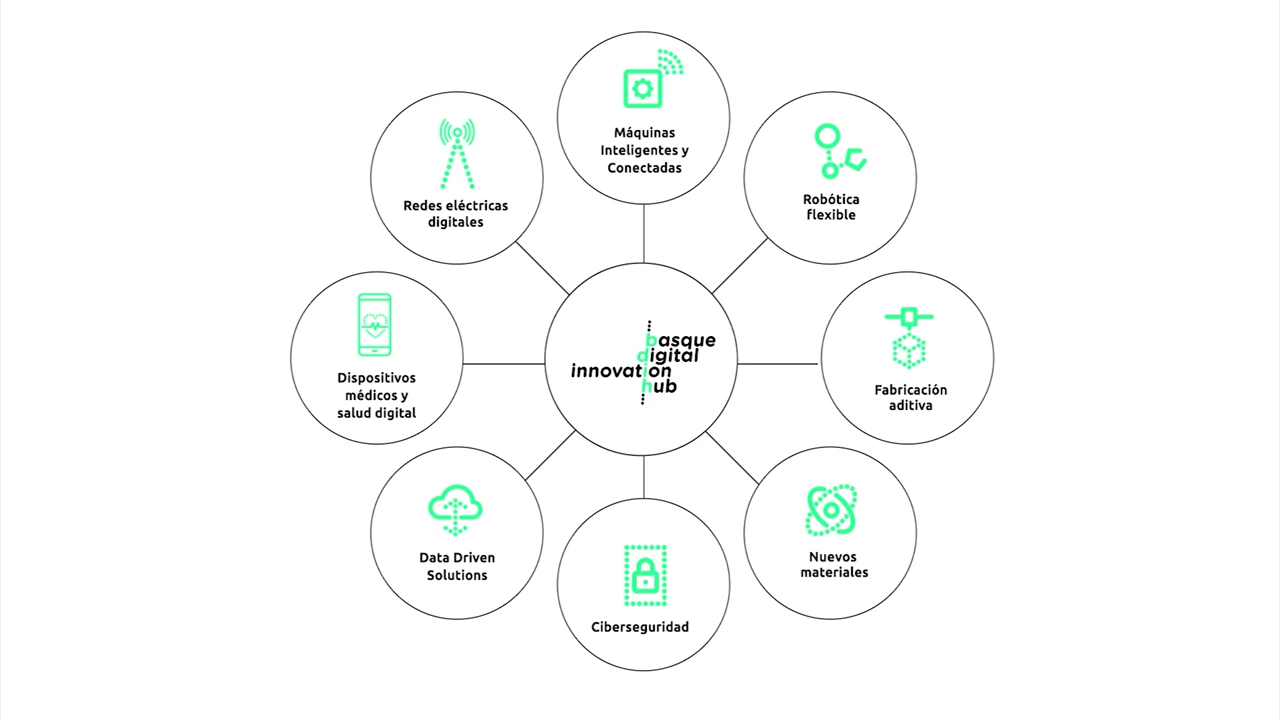 Máquinas
Inteligentes y
Conectadas
Redes eléctricas
digitales
Robótica
flexible
Dispositivos
médicos y
salud digital
basque
digital
innovation
hub
Fabricación
aditiva
Data Driven
Solutions
Nuevos
materiales
Ciberseguridad